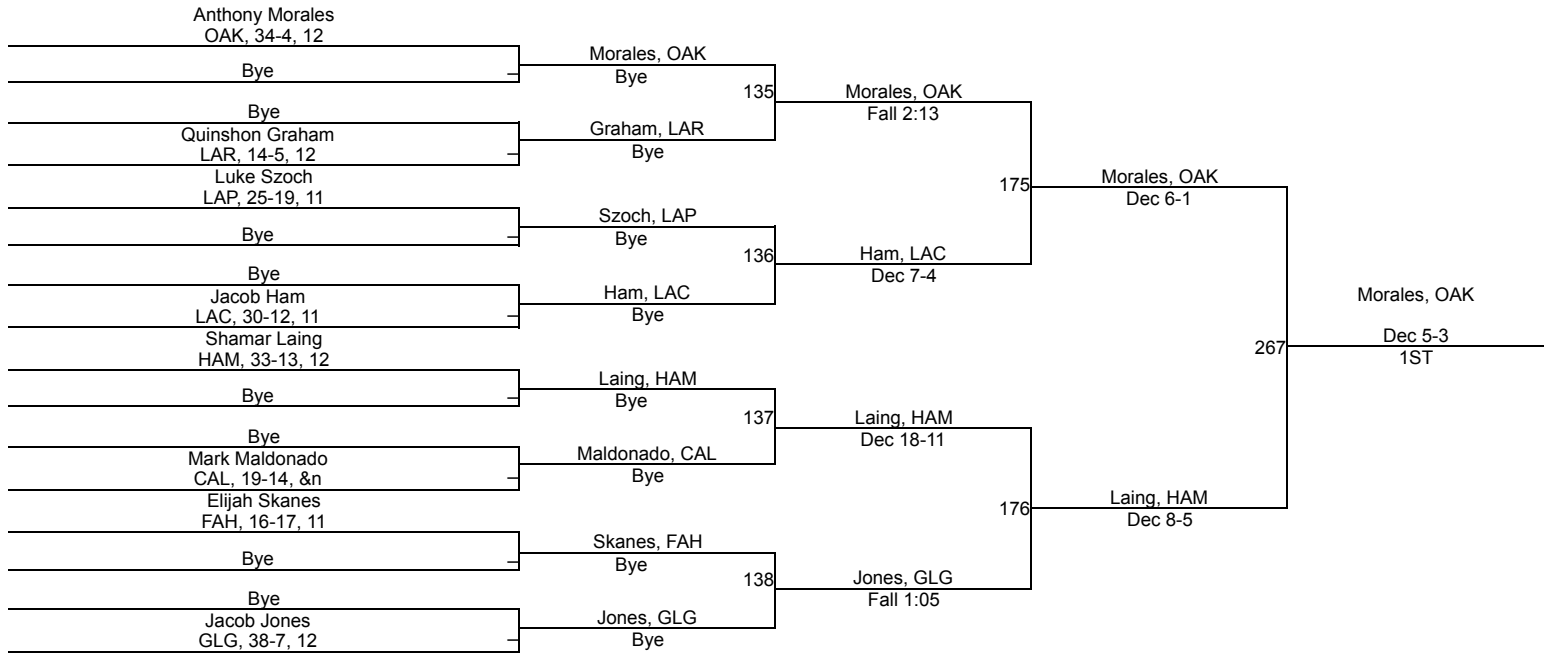 Anthony Morales
OAK, 34-4, 12
Bye
Bye
Quinshon Graham
LAR, 14-5, 12
Luke Szoch
LAP, 25-19, 11
Bye
Bye
Jacob Ham
LAC, 30-12, 11
Shamar Laing
HAM, 33-13, 12
Bye
Bye
Mark Maldonado
CAL, 19-14, &n
Elijah Skanes
FAH, 16-17, 11
Bye
Bye
Jacob Jones
GLG, 38-7, 12
Morales, OAK
Bye
135
Graham, LAR
Bye
Szoch, LAP
Bye
136
Ham, LAC
Bye
Laing, HAM
Bye
137
Maldonado, CAL
Bye
Skanes, FAH
Bye
138
Jones, GLG
Bye
Morales, OAK
Fall 2:13
175
Ham, LAC
Dec 7-4
Laing, HAM
Dec 18-11
176
Jones, GLG
Fall 1:05
Morales, OAK
Dec 6-1
267
Laing, HAM
Dec 8-5
Morales, OAK
Dec 5-3
1ST